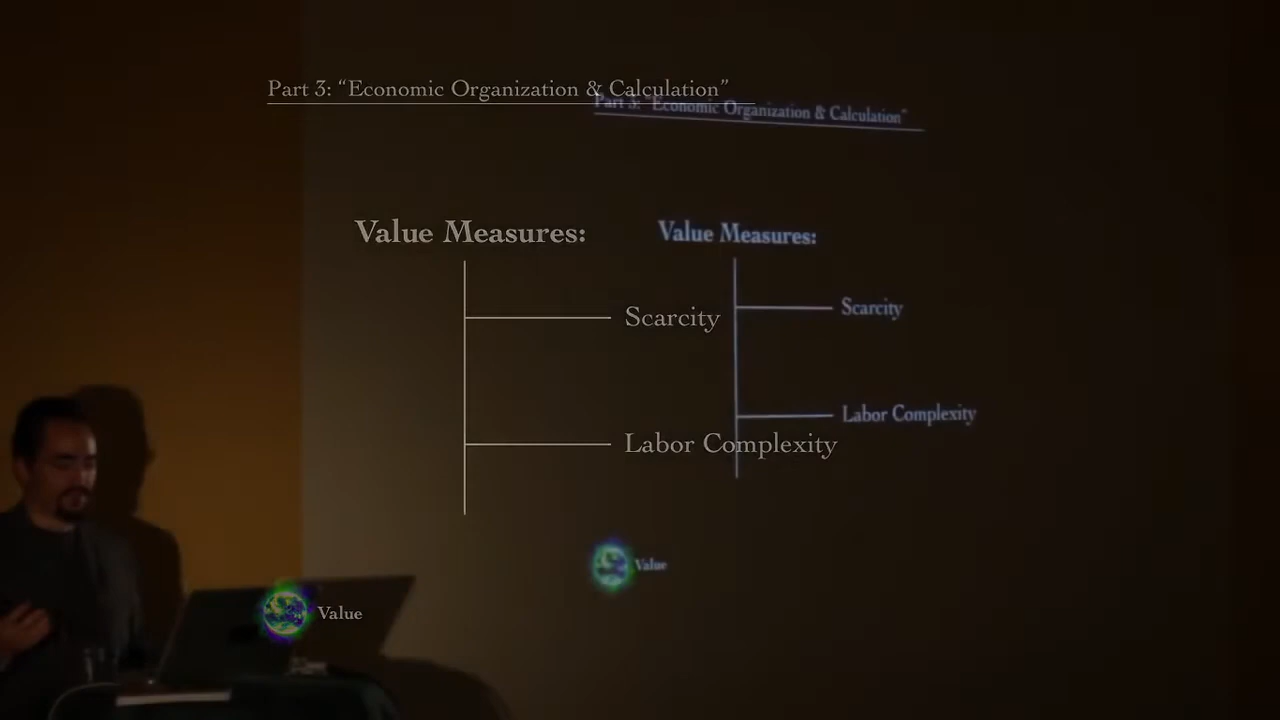 Part 3: “Economic Organization & Calculation”
Part 3: “Economic Organization & Calculation”
Value Measures:
Value Measures:
Scarcity
Scarcity
Labor Complexity
Labor Complexity
Value
Value